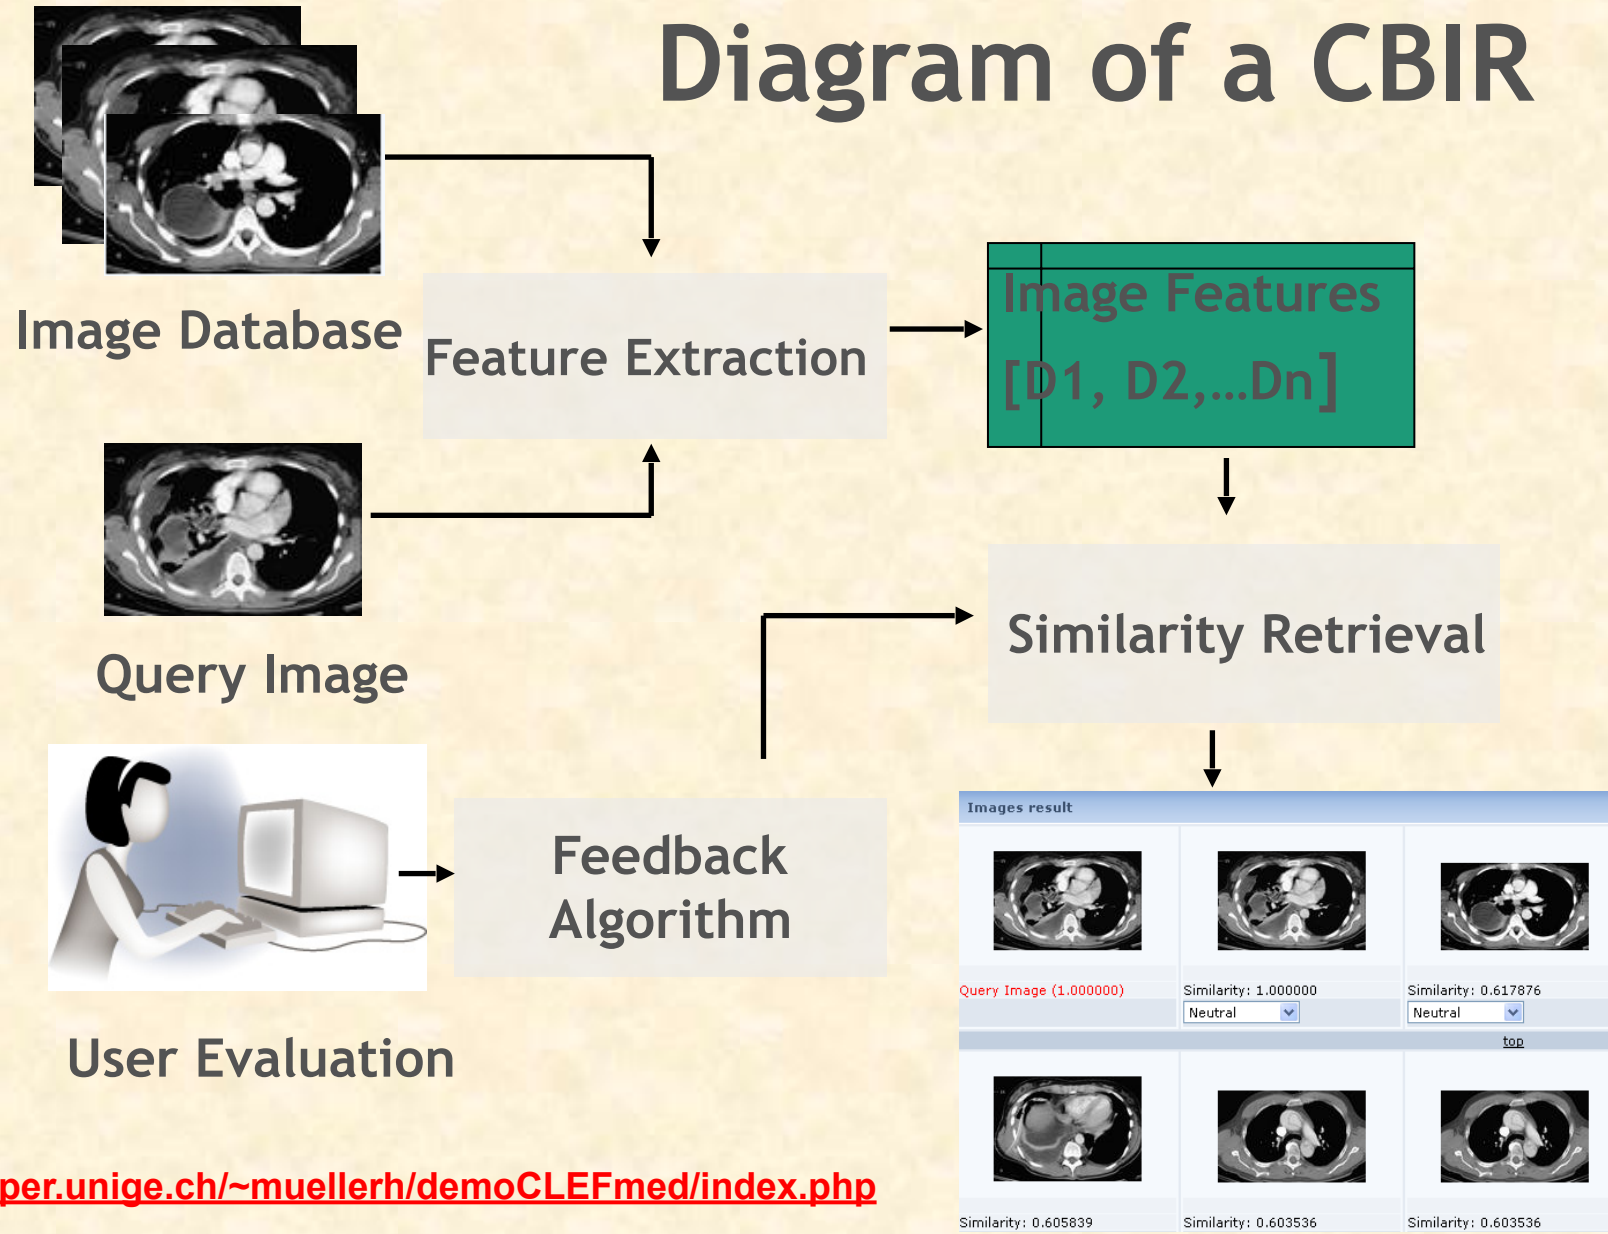 Diagram of a CBIR
Image Database
Feature Extraction
Image Features
[D1, D2,...Dn]
Query Image
Similarity Retrieval
Feedback
Algorithm
User Evaluation
Images result
Query Image (1.000000)
Similarity: 1.000000
Similarity: 0.617876
Neutral
Neutral
top
Similarity: 0.605839
Similarity: 0.603536
Similarity: 0.603536
per.unige.ch/~muellerh/demoCLEFmed/index.php